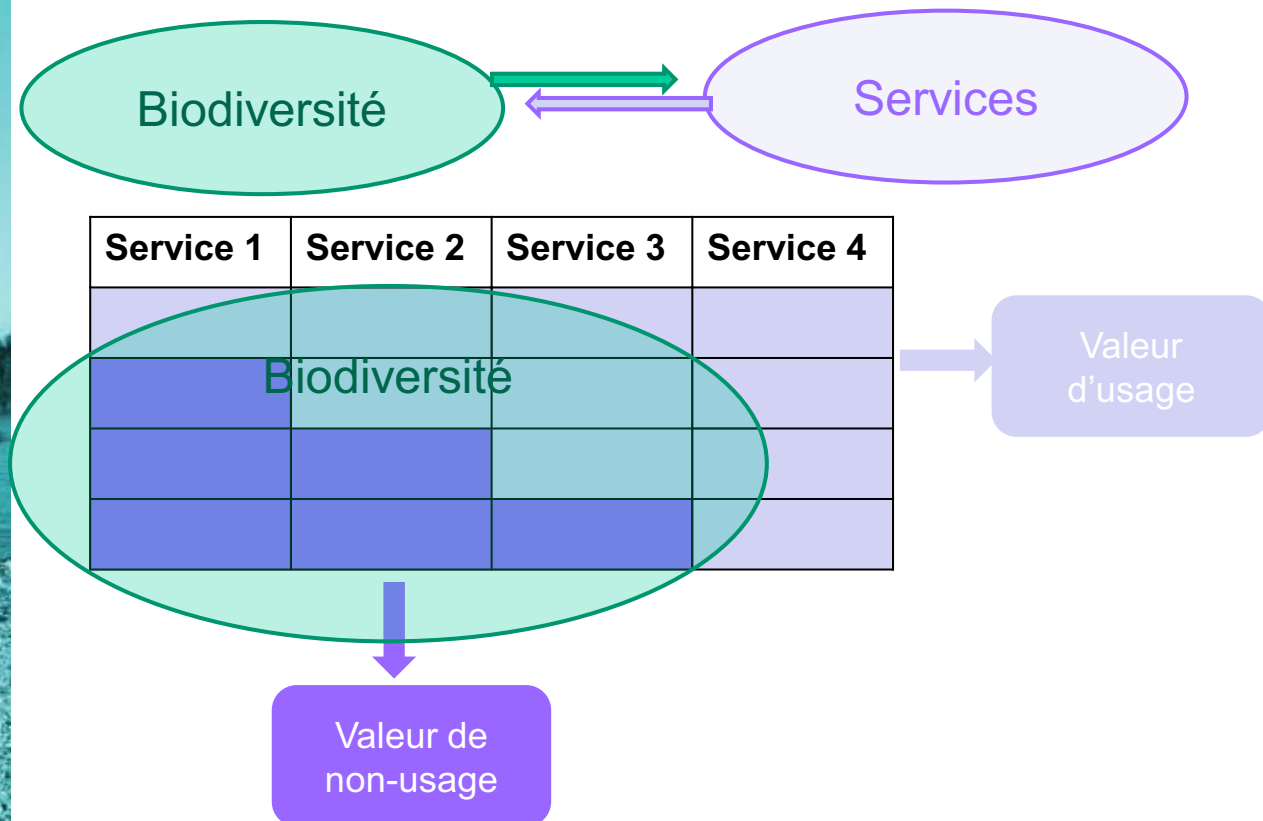 Biodiversité
Services
Service 1 Service 2 Service 3 Service 4
Biodiversité
Valeur
d’usage
Valeur de
non-usage